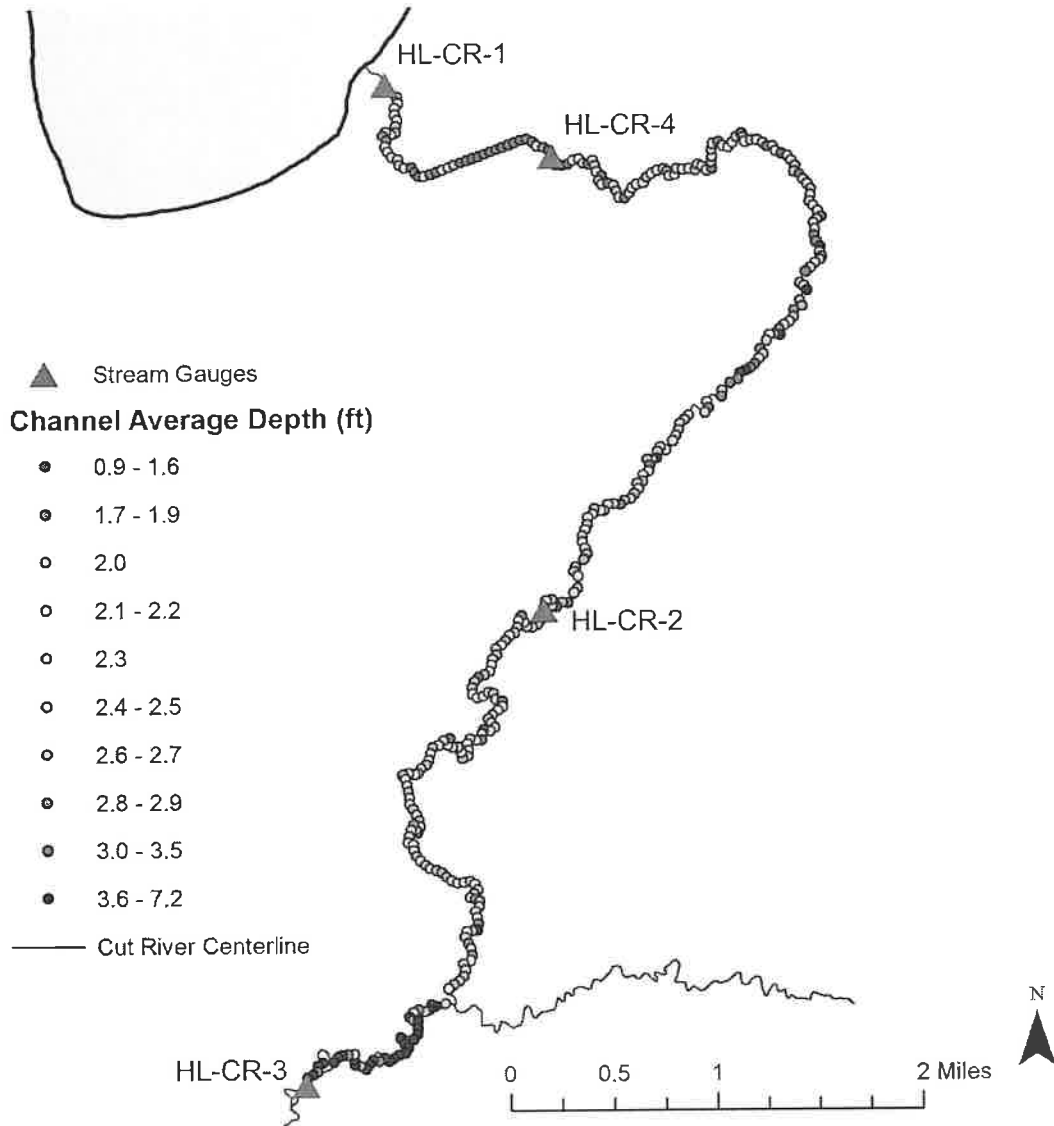 HL-CR-1
HL-CR-4
Stream Gauges
Channel Average Depth (ft)
0.9 - 1.6
1.7 - 1.9
2.0
2.1 - 2.2
2.3
2.4 - 2.5
2.6 - 2.7
2.8 - 2.9
3.0 - 3.5
3.6 - 7.2
Cut River Centerline
HL-CR-2
HL-CR-3
N
0 0.5 1 2 Miles